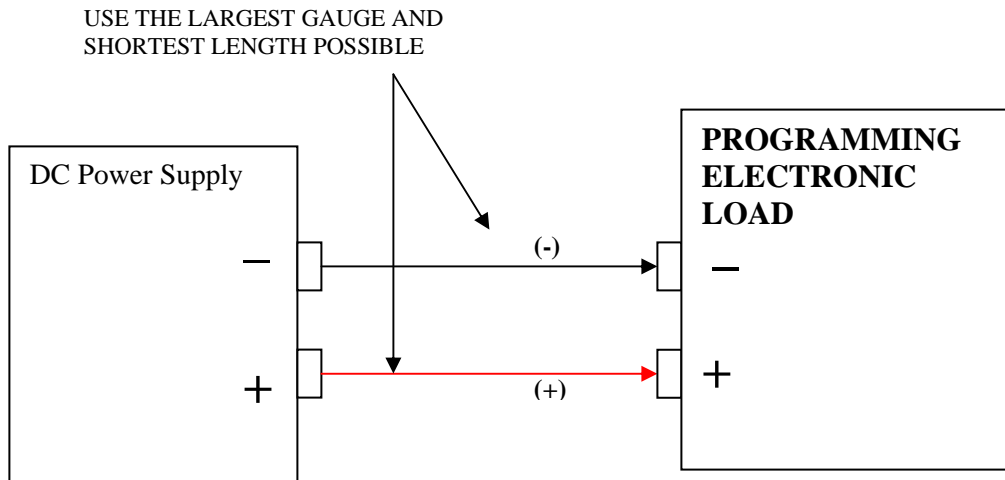 USE THE LARGEST GAUGE AND
SHORTEST LENGTH POSSIBLE
DC Power Supply
PROGRAMMING
ELECTRONIC
LOAD
(-)
– –
(+)
+ +